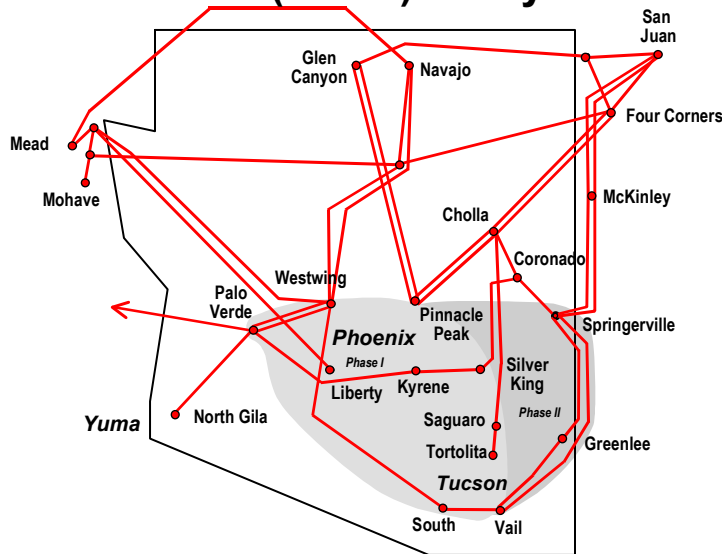 San
Juan
Glen
Canyon
Navajo
Four Corners
Mead
Mohave
McKinley
Cholla
Coronado
Westwing
Palo
Verde
Pinnacle
Peak
Springerville
Phoenix
Phase I
Liberty
Kyrene
Silver
King
Phase II
North Gila
Yuma
Saguaro
Tortolita
Greenlee
Tucson
South
Vail